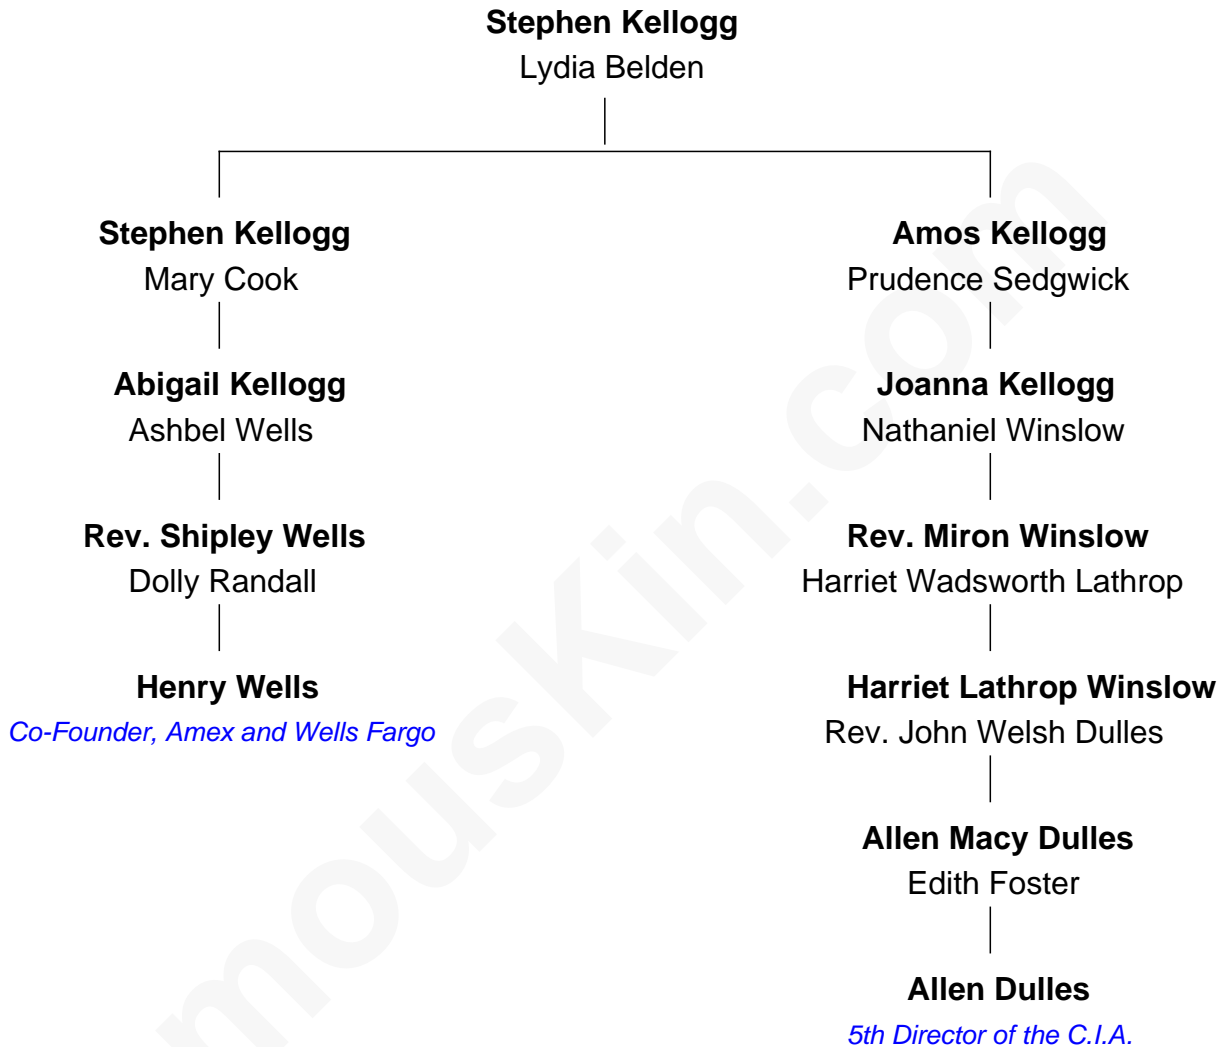 Stephen Kellogg
Lydia Belden
Stephen Kellogg
Mary Cook
Amos Kellogg
Prudence Sedgwick
Abigail Kellogg
Ashbel Wells
Joanna Kellogg
Nathaniel Winslow
Rev. Shipley Wells
Dolly Randall
Rev. Miron Winslow
Harriet Wadsworth Lathrop
Henry Wells
Co-Founder, Amex and Wells Fargo
Harriet Lathrop Winslow
Rev. John Welsh Dulles
Allen Macy Dulles
Edith Foster
Allen Dulles
5th Director of the C.I.A.
mousKin.com